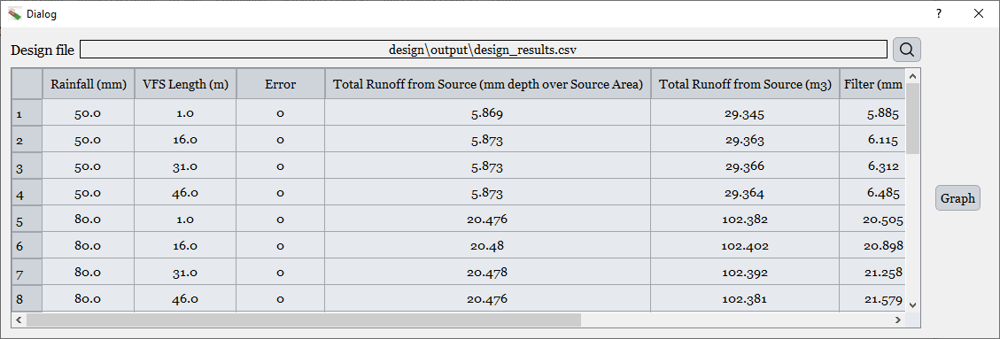 Dialog
?
Design file design\output\design_results.csv
Rainfall (mm) VFS Length (m) Error Total Runoff from Source (mm depth over Source Area) Total Runoff from Source (m3) Filter (mm
1 50.0 1.0 0 5.869 29.345 5.885
2 50.0 16.0 0 5.873 29.363 6.115
3 50.0 31.0 0 5.873 29.366 6.312
4 50.0 46.0 0 5.873 29.364 6.485
Graph
5 80.0 1.0 0 20.476 102.382 20.505
6 80.0 16.0 0 20.48 102.402 20.898
7 80.0 31.0 0 20.478 102.392 21.258
8 80.0 46.0 0 20.476 102.381 21.579